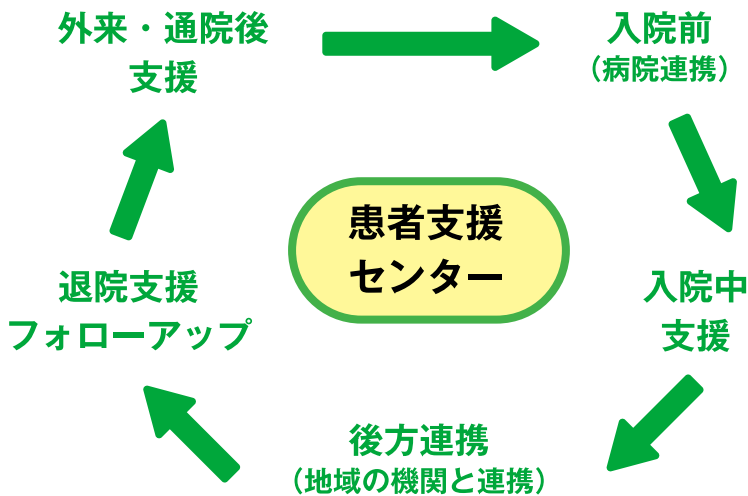 外来・通院後
支援
入院前
（病院連携）
患者支援
センター
退院支援
フォローアップ
入院中
支援
後方連携
（地域の機関と連携）